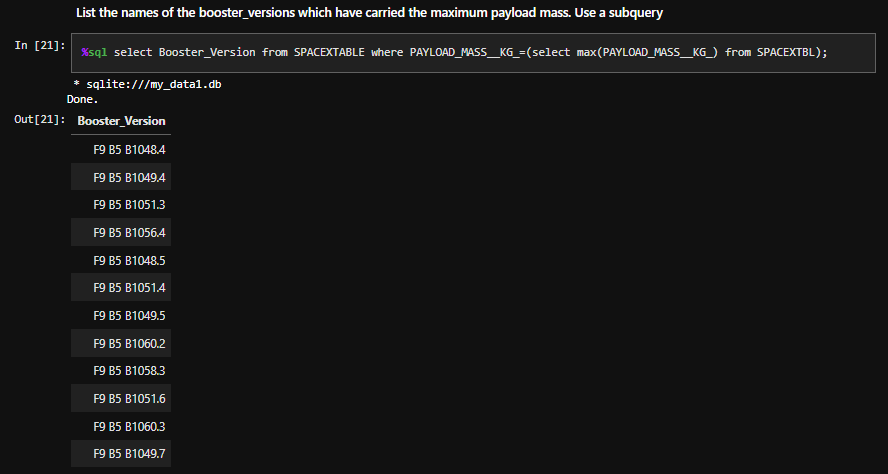 List the names of the booster_versions which have carried the maximum payload mass. Use a subquery
In [21]: %sql select Booster_Version from SPACEXTABLE where PAYLOAD_MASS__KG_=(select max(PAYLOAD_MASS__KG_) from SPACEXTBL);
* sqlite:///my_data1.db
Done.
Out[21]: Booster_Version
F9 B5 B1048.4
F9 B5 B1049.4
F9 B5 B1051.3
F9 B5 B1056.4
F9 B5 B1048.5
F9 B5 B1051.4
F9 B5 B1049.5
F9 B5 B1060.2
F9 B5 B1058.3
F9 B5 B1051.6
F9 B5 B1060.3
F9 B5 B1049.7